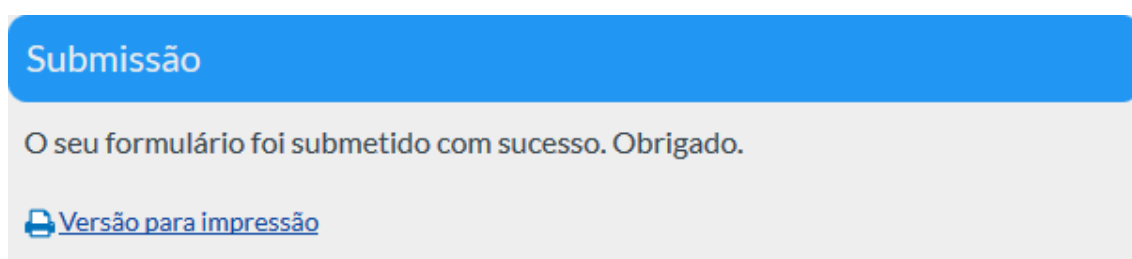 Submissão
O seu formulário foi submetido com sucesso. Obrigado.
Versão para impressão